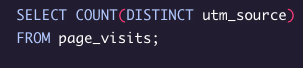 SELECT COUNT(DISTINCT utm_source)
FROM page_visits;